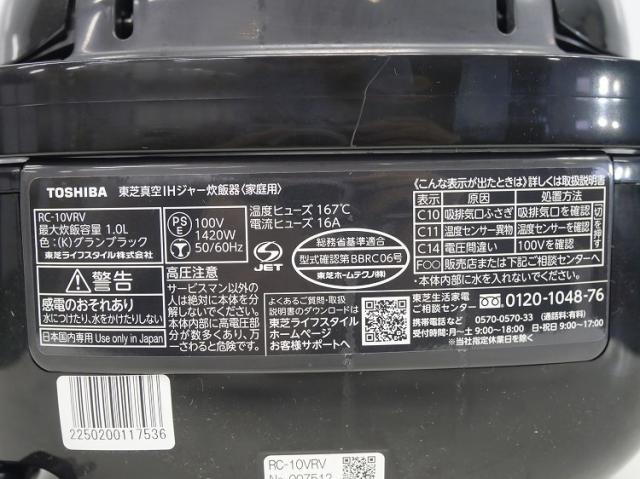 TOSHIBA 東芝真空IHジャー炊飯器〈家庭用〉
RC-10VRV
最大炊飯容量 1.0L
色：(K)グランブラック
東芝ライフスタイル株式会社
PS
E
100V
1420W
50/60Hz
温度ヒューズ 167℃
電流ヒューズ 16A
S
JET
総務省基準適合
型式確認第BBRC06号
東芝ホームテクノ(株)
警告
感電のおそれあり
水につけたり、水をかけたりしない
日本国内専用 Use only in Japan
高圧注意
サービスマン以外の
人は絶対に本体を分
解しないでください。
本体内部に高電圧部
分が数多くあり、万一
さわると危険です。
よくあるご質問・取扱
説明書のダウンロードは
東芝ライフスタイル
ホームページ
お客様サポートへ
〈こんな表示が出たときは〉詳しくは取扱説明書
表示 原因 処置方法
C10 吸排気口ふさぎ 吸排気口を確認
C11 温度センサー異物 温度センサーを確認
C14 電圧間違い 100Vを確認
切を押す
F○○ 販売店または下記ご相談センターへ
*本体内部に水を入れないでください。
東芝生活家電
ご相談センター
0120-1048-76
携帯電話など 0570-0570-33 (通話料:有料)
受付時間：月～土 9:00～18:00 日・祝日 9:00～17:00
※当社指定休業日を除く
2250200117536
RC-10VRV
No.007512